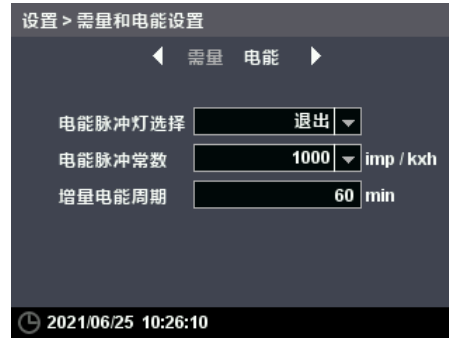 设置 > 需量和电能设置
需量 电能
电能脉冲灯选择 退出
电能脉冲常数 1000 imp / kxh
增量电能周期 60 min
2021/06/25 10:26:10